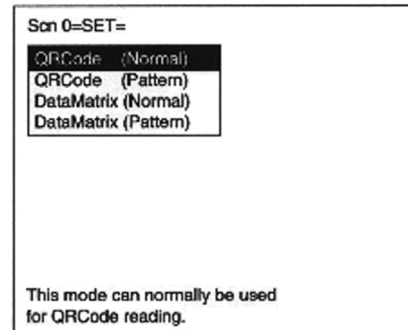 Scn 0=SET=
QRCode (Normal)
QRCode (Pattern)
DataMatrix (Normal)
DataMatrix (Pattern)
This mode can normally be used
for QRCode reading.